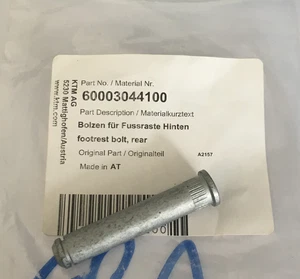 KTM AG
5230 Mattighofen/Austria
www.ktm.com
Part No. / Material Nr.
60003044100
Part Description / Materialkurztext
Bolzen für Fussraste Hinten
footrest bolt, rear
Original Part / Originalteil
A2157
Made in AT